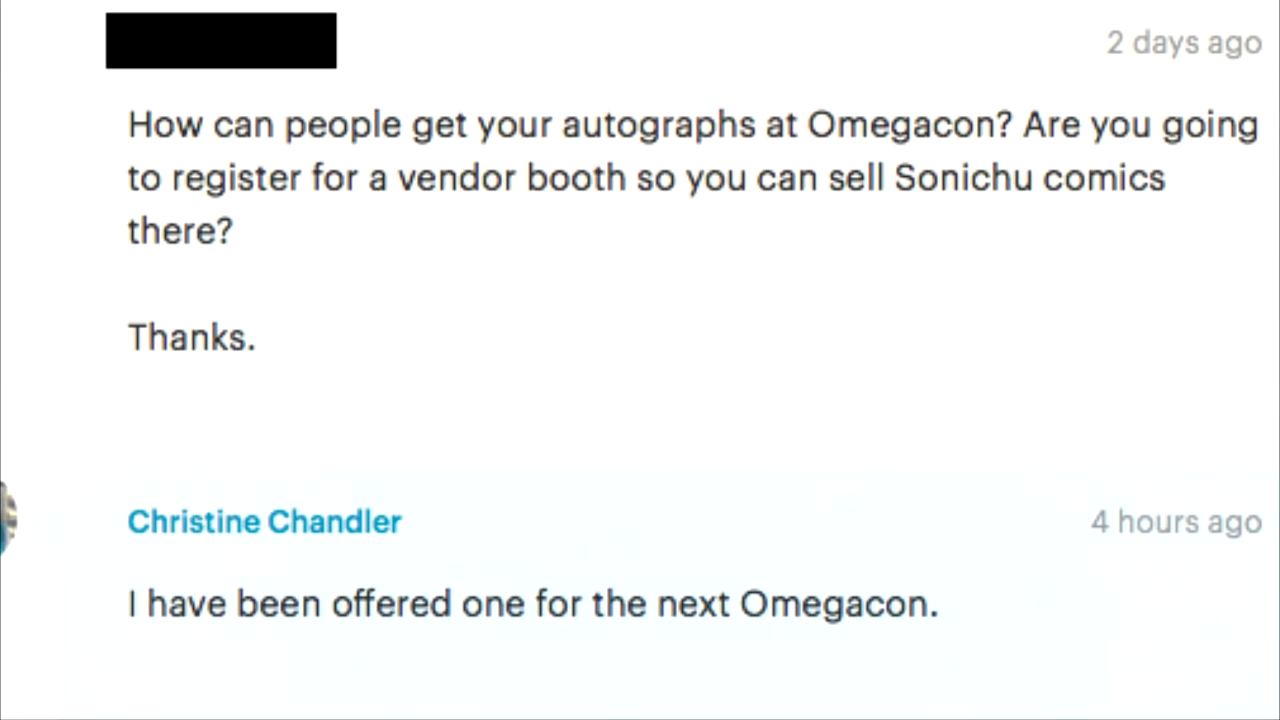 2 days ago
How can people get your autographs at Omegacon? Are you going
to register for a vendor booth so you can sell Sonichu comics
there?
Thanks.
Christine Chandler
4 hours ago
I have been offered one for the next Omegacon.